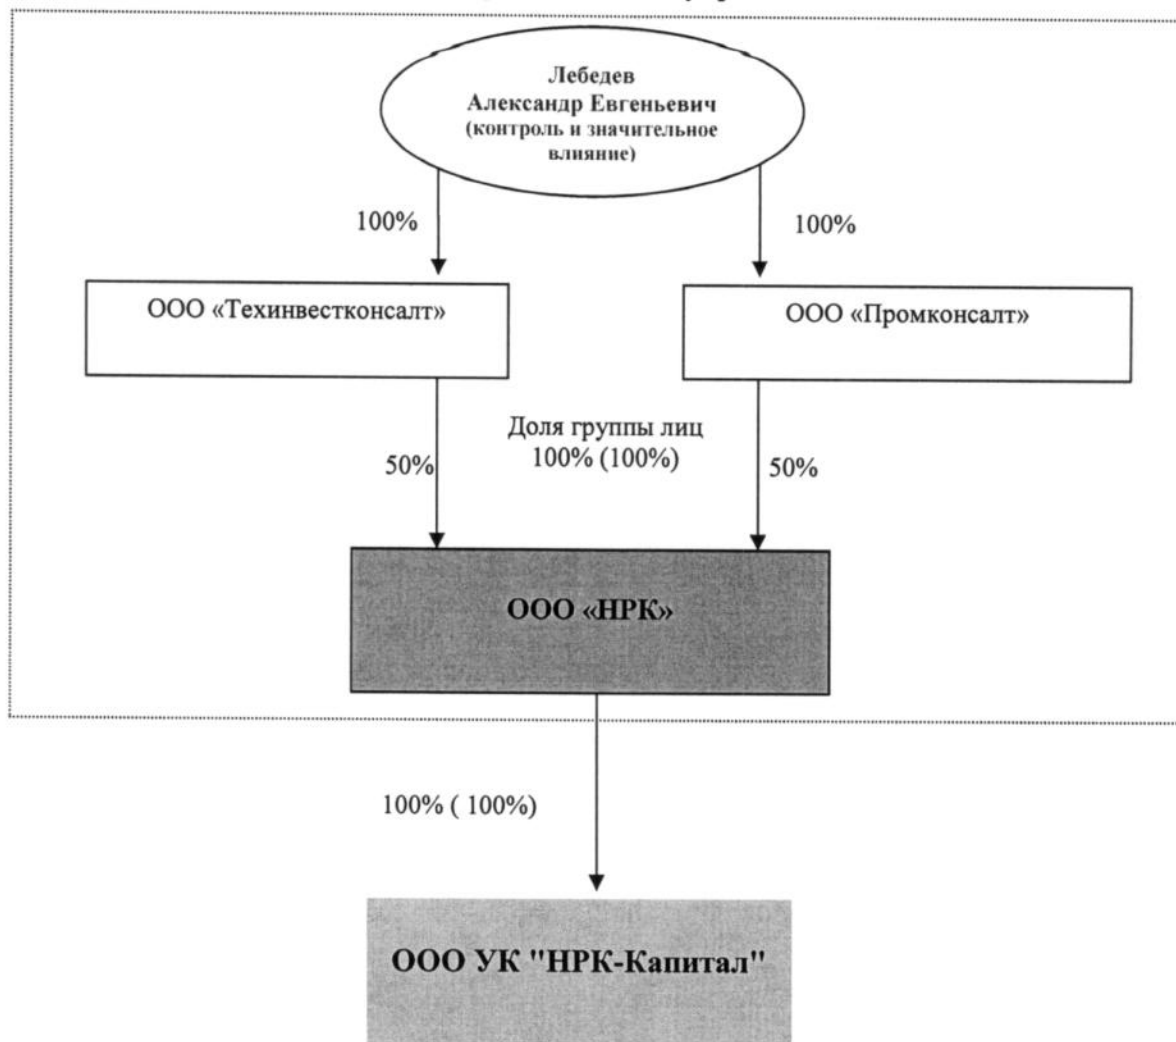 Лебедев
Александр Евгеньевич
(контроль и значительное
влияние)
100%
100%
ООО «Техинвестконсалт»
ООО «Промконсалт»
Доля группы лиц
100% (100%)
50%
50%
ООО «НРК»
100% ( 100%)
ООО УК "НРК-Капитал"